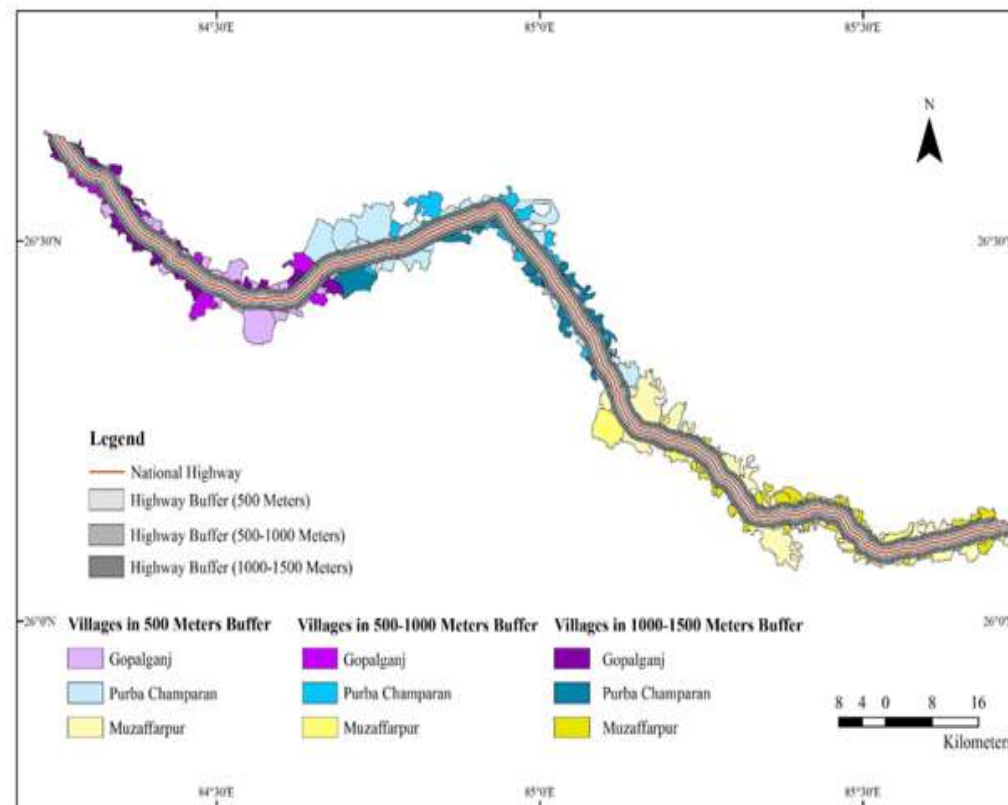 84°30'E 85°0'E 85°30'E
N
26°30'N 26°30'N
Legend
National Highway
Highway Buffer (500 Meters)
Highway Buffer (500-1000 Meters)
Highway Buffer (1000-1500 Meters)
26°0'N 26°0'N
Villages in 500 Meters Buffer Villages in 500-1000 Meters Buffer Villages in 1000-1500 Meters Buffer
Gopalganj Gopalganj Gopalganj
Purba Champaran Purba Champaran Purba Champaran
Muzaffarpur Muzaffarpur Muzaffarpur
8 4 0 8 16
Kilometers
84°30'E 85°0'E 85°30'E